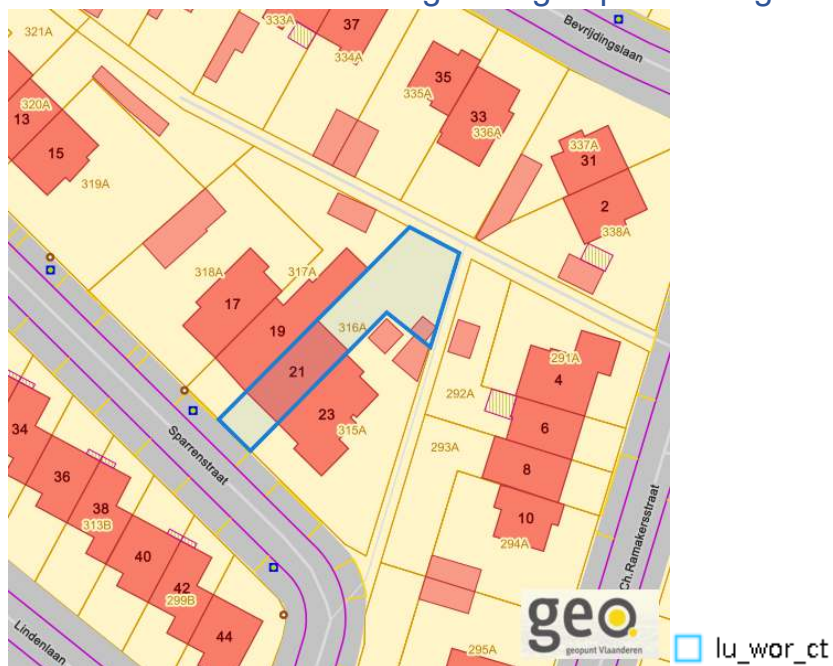 321A
333A
37
334A
Bevrijdingslaan
35
335A
33
336A
320A
13
15
319A
337A
31
2
338A
318A
317A
17
19
316A
21
23
315A
291A
4
292A
6
293A
8
10
294A
34
36
38
313B
40
42
299B
44
Sparrenstraat
Lindenlaan
Ch.Ramakersstraat
295A
geo
geopunt Vlaanderen
lu_wor_ct